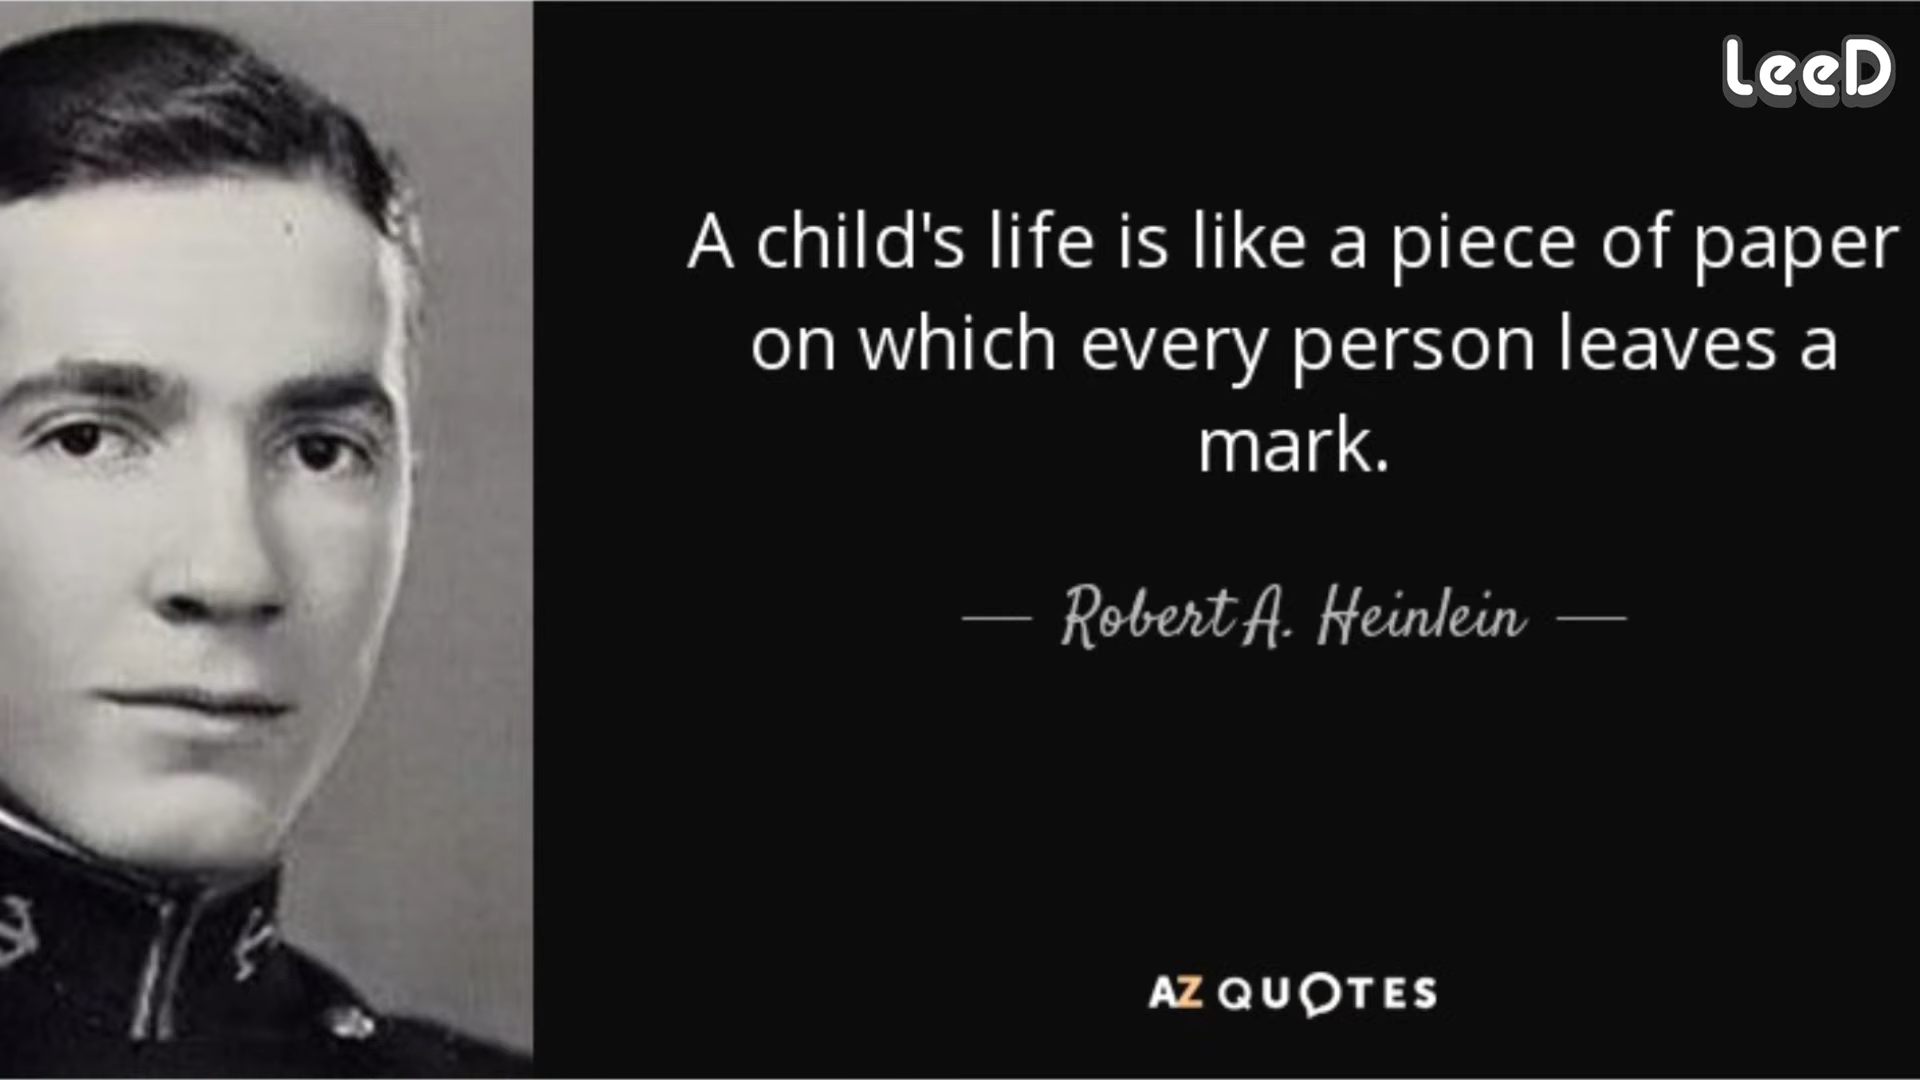 LeeD
A child's life is like a piece of paper
on which every person leaves a
mark.
— Robert A. Heinlein —
AZ QUOTES